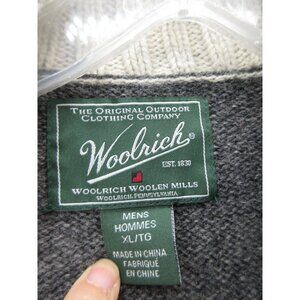 THE ORIGINAL OUTDOOR
CLOTHING COMPANY
Woolrich®
EST. 1830
WOOLRICH WOOLEN MILLS
WOOLRICH, PENNSYLVANIA
MENS
HOMMES
XL/TG
MADE IN CHINA
FABRIQUÉ
EN CHINE